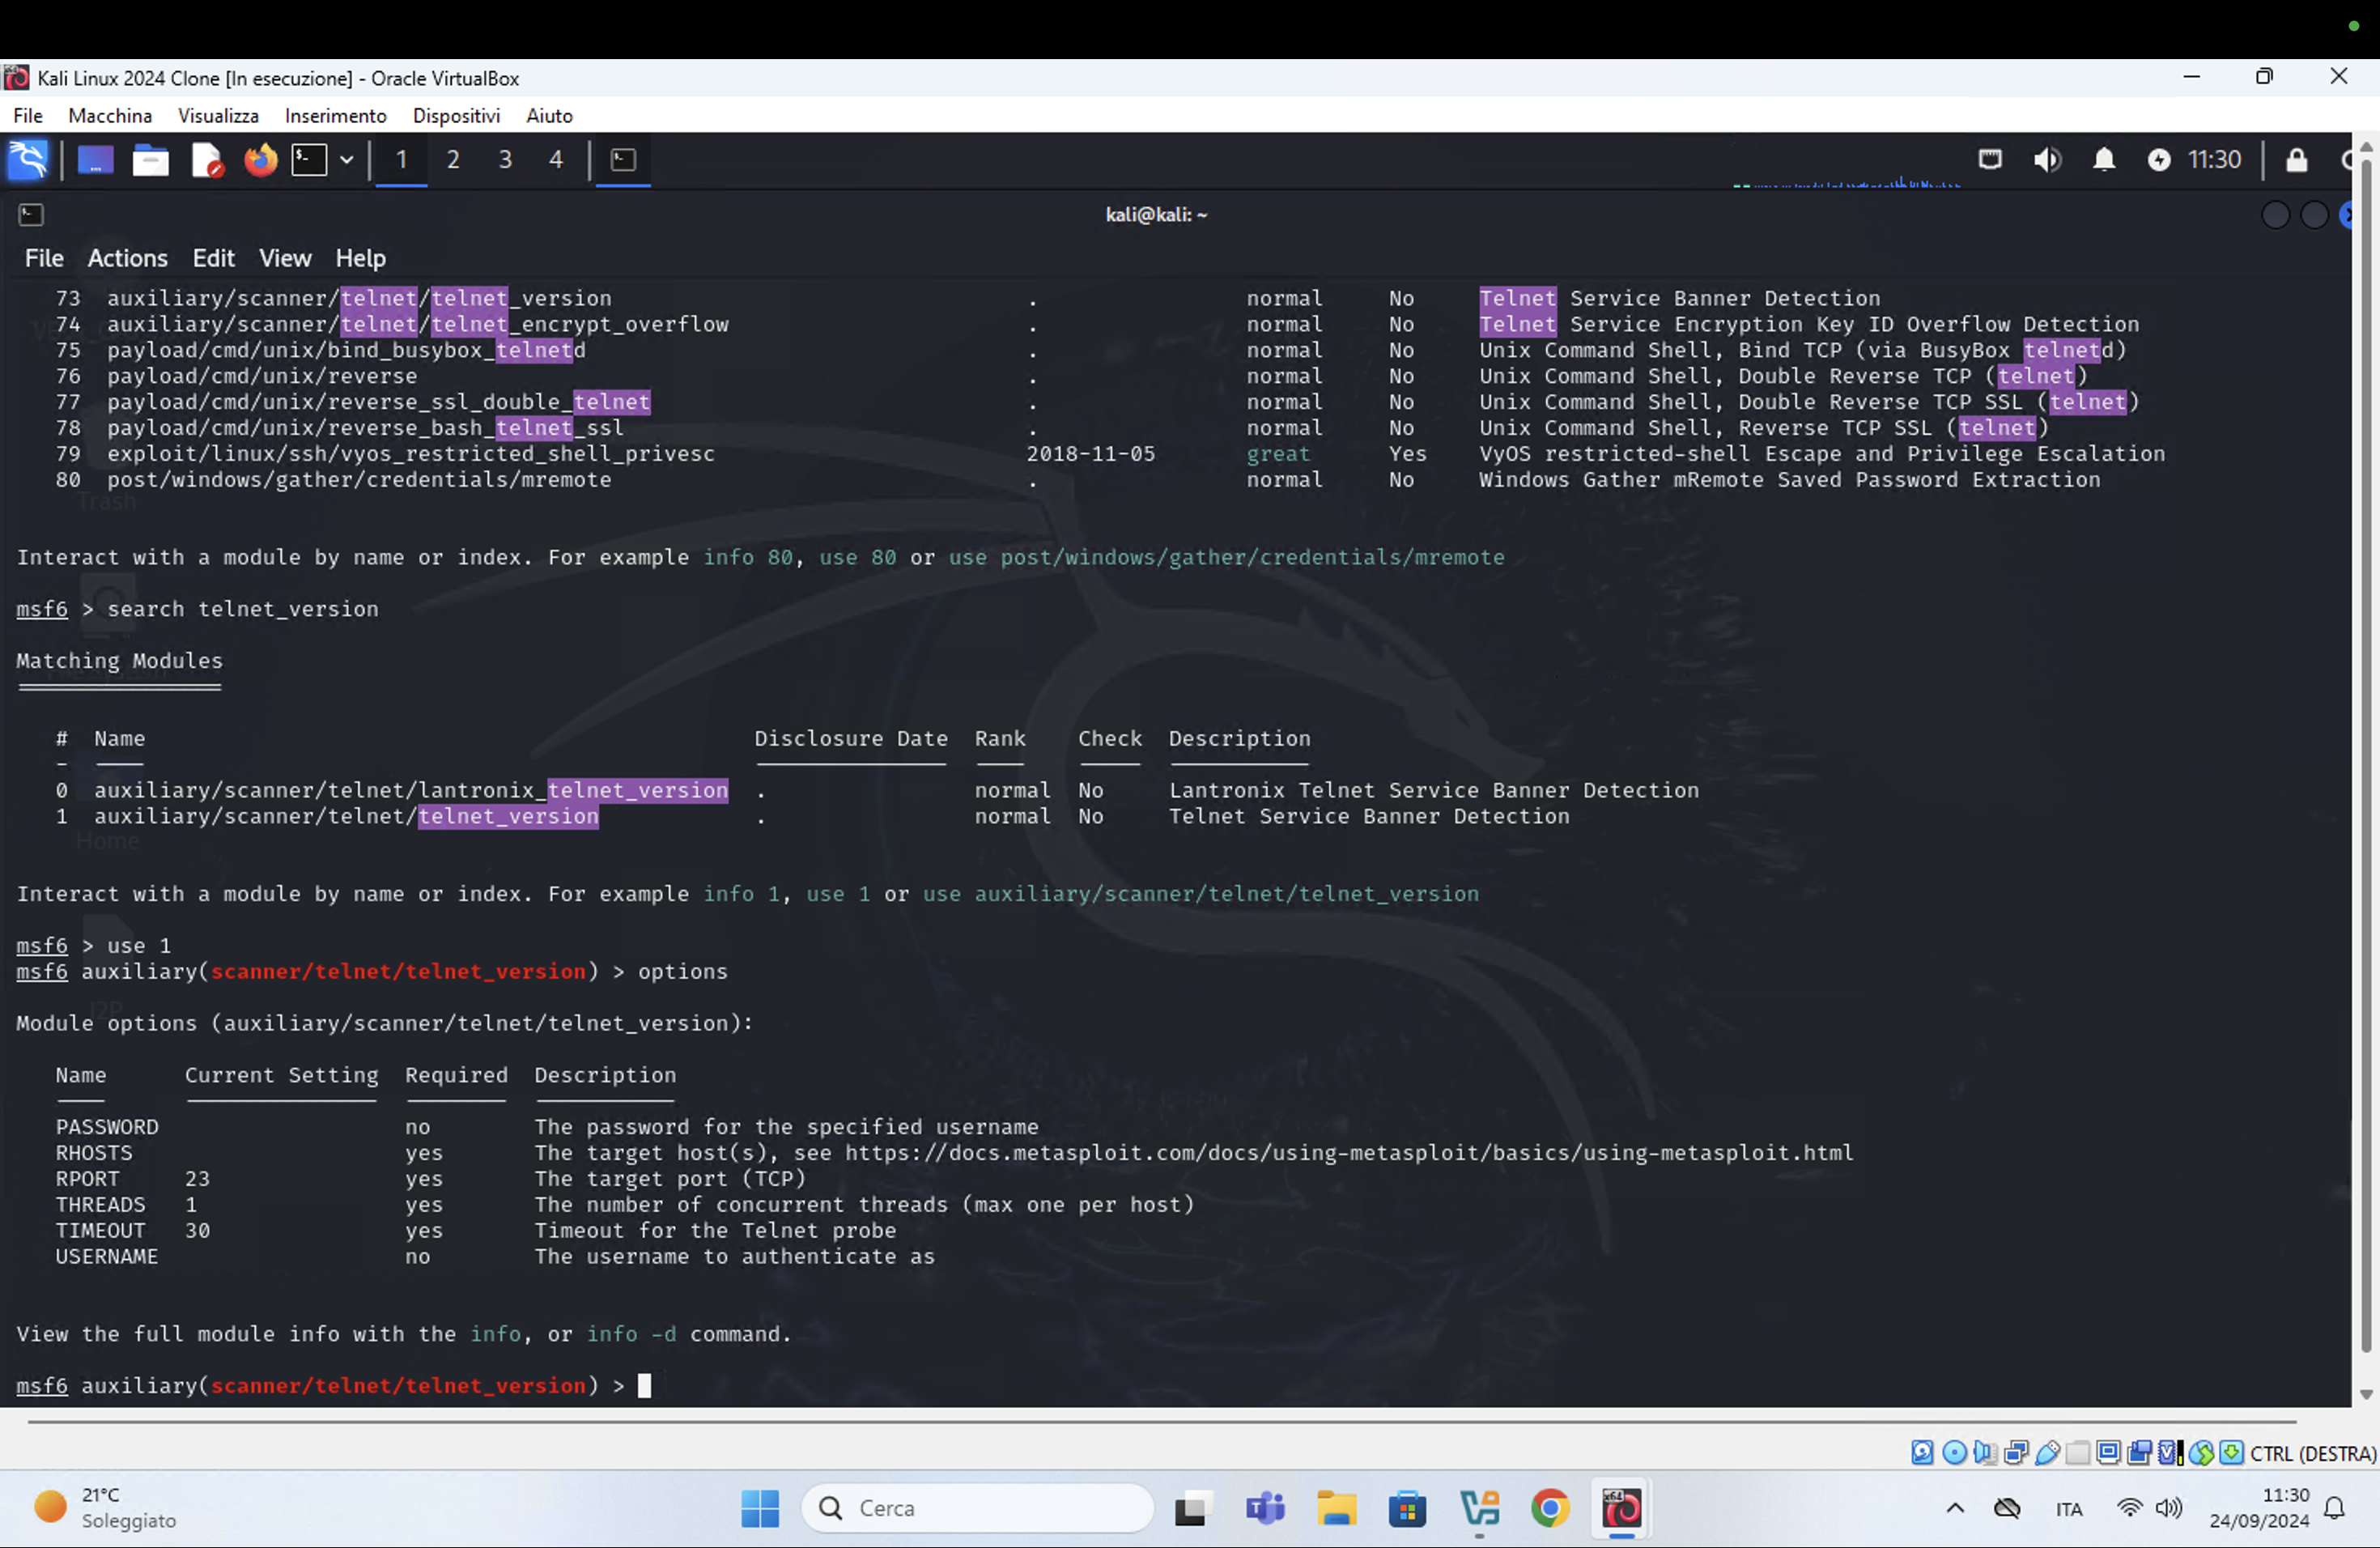 Kali Linux 2024 Clone [In esecuzione] - Oracle VirtualBox
File Macchina Visualizza Inserimento Dispositivi Aiuto
1 2 3 4 11:30
kali@kali: ~
File Actions Edit View Help
73 auxiliary/scanner/telnet/telnet_version . normal No Telnet Service Banner Detection
74 auxiliary/scanner/telnet/telnet_encrypt_overflow . normal No Telnet Service Encryption Key ID Overflow Detection
75 payload/cmd/unix/bind_busybox_telnetd . normal No Unix Command Shell, Bind TCP (via BusyBox telnetd)
76 payload/cmd/unix/reverse . normal No Unix Command Shell, Double Reverse TCP (telnet)
77 payload/cmd/unix/reverse_ssl_double_telnet . normal No Unix Command Shell, Double Reverse TCP SSL (telnet)
78 payload/cmd/unix/reverse_bash_telnet_ssl . normal No Unix Command Shell, Reverse TCP SSL (telnet)
79 exploit/linux/ssh/vyos_restricted_shell_privesc 2018-11-05 great Yes VyOS restricted-shell Escape and Privilege Escalation
80 post/windows/gather/credentials/mremote . normal No Windows Gather mRemote Saved Password Extraction
Trash
Interact with a module by name or index. For example info 80, use 80 or use post/windows/gather/credentials/mremote
msf6 > search telnet_version
Matching Modules
# Name Disclosure Date Rank Check Description
0 auxiliary/scanner/telnet/lantronix_telnet_version . normal No Lantronix Telnet Service Banner Detection
1 auxiliary/scanner/telnet/telnet_version . normal No Telnet Service Banner Detection
Home
Interact with a module by name or index. For example info 1, use 1 or use auxiliary/scanner/telnet/telnet_version
msf6 > use 1
msf6 auxiliary(scanner/telnet/telnet_version) > options
Module options (auxiliary/scanner/telnet/telnet_version):
Name Current Setting Required Description
PASSWORD no The password for the specified username
RHOSTS yes The target host(s), see https://docs.metasploit.com/docs/using-metasploit/basics/using-metasploit.html
RPORT 23 yes The target port (TCP)
THREADS 1 yes The number of concurrent threads (max one per host)
TIMEOUT 30 yes Timeout for the Telnet probe
USERNAME no The username to authenticate as
View the full module info with the info, or info -d command.
msf6 auxiliary(scanner/telnet/telnet_version) >
CTRL (DESTRA)
21°C
Soleggiato
Cerca
ITA
11:30
24/09/2024